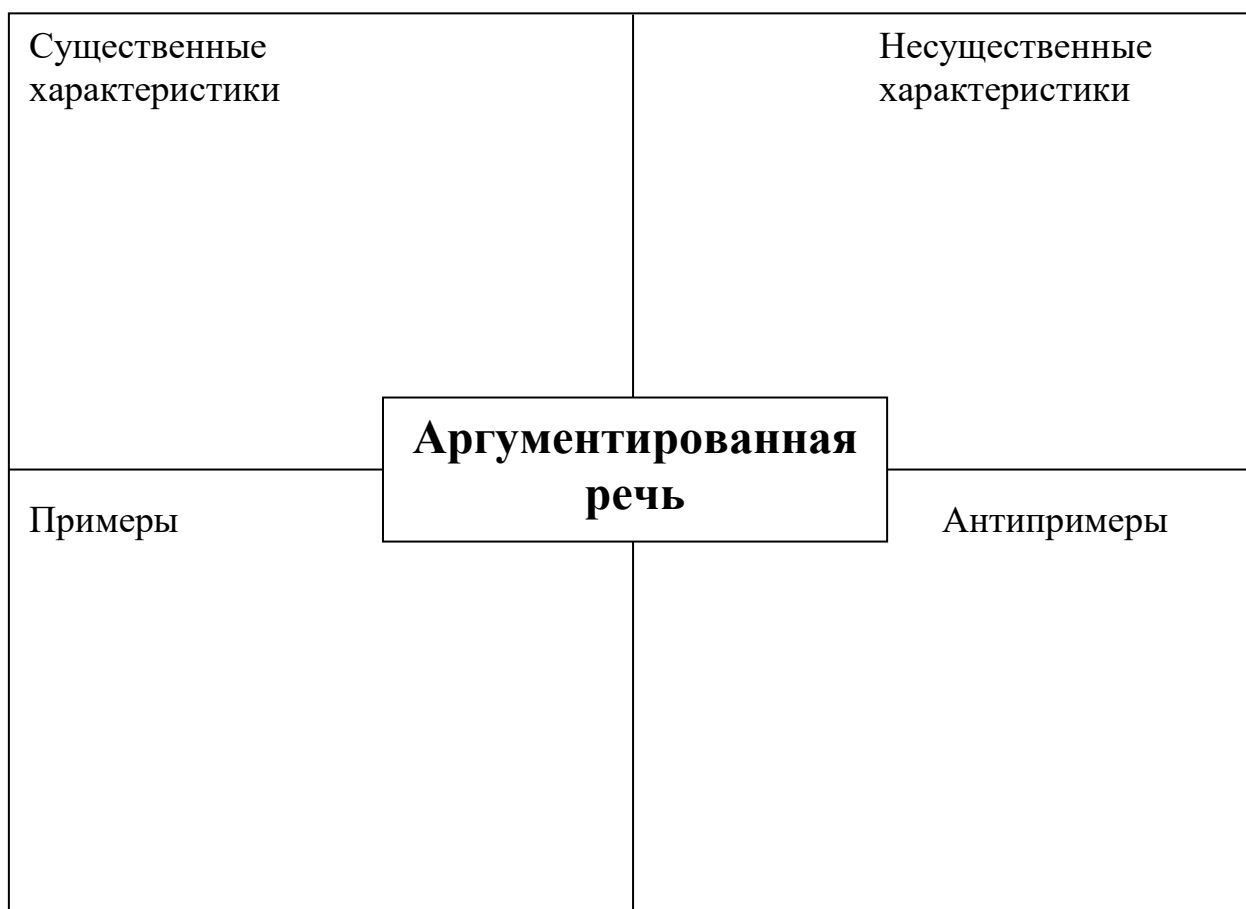 Существенные
характеристики
Несущественные
характеристики
Аргументированная
речь
Примеры
Антипримеры